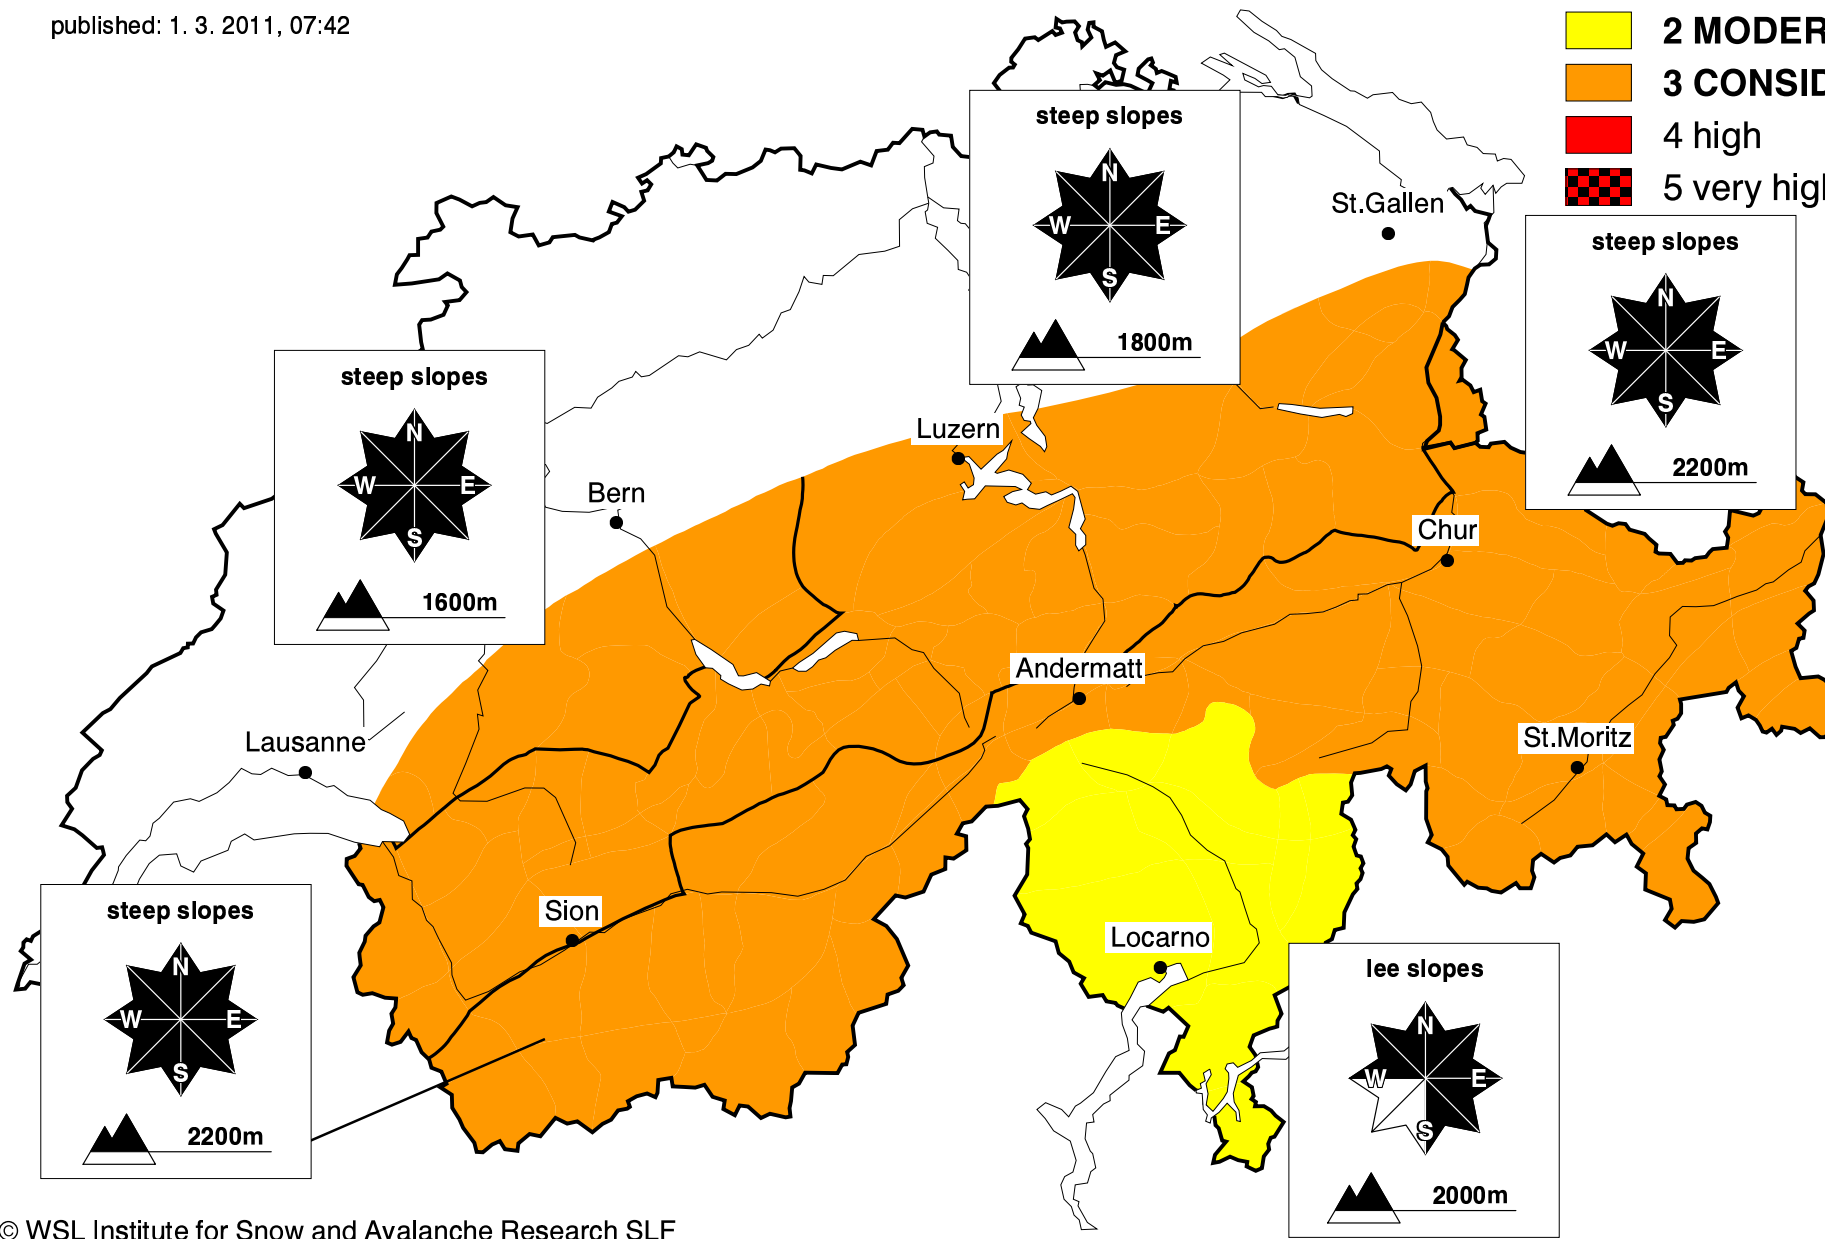 published: 1. 3. 2011, 07:42
2 MODER
3 CONSID
4 high
5 very high
steep slopes
N
W E
S
1800m
St.Gallen
steep slopes
N
W E
S
2200m
steep slopes
N
W E
S
1600m
Luzern
Bern
Chur
Andermatt
Lausanne
St.Moritz
Sion
Locarno
steep slopes
N
W E
S
2200m
lee slopes
N
W E
S
2000m
© WSL Institute for Snow and Avalanche Research SLF